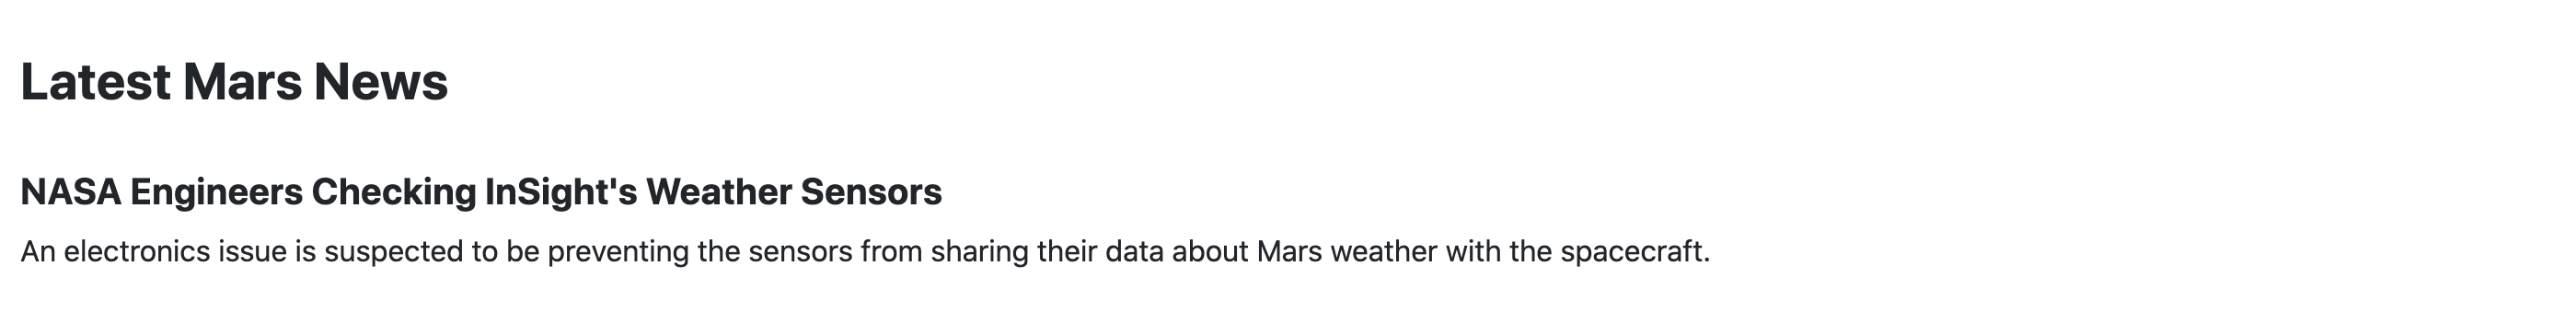 Latest Mars News
NASA Engineers Checking InSight's Weather Sensors
An electronics issue is suspected to be preventing the sensors from sharing their data about Mars weather with the spacecraft.